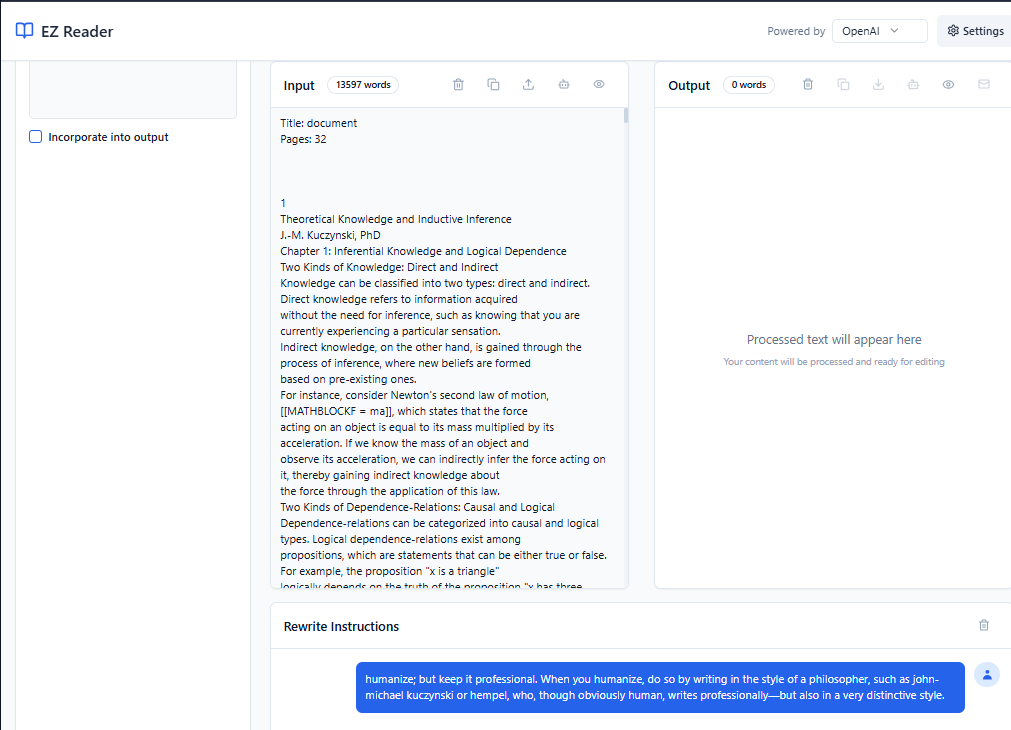 EZ Reader
Powered by
OpenAI
Settings
Incorporate into output
Input
13597 words
Title: document
Pages: 32
1
Theoretical Knowledge and Inductive Inference
J.-M. Kuczynski, PhD
Chapter 1: Inferential Knowledge and Logical Dependence
Two Kinds of Knowledge: Direct and Indirect
Knowledge can be classified into two types: direct and indirect.
Direct knowledge refers to information acquired
without the need for inference, such as knowing that you are
currently experiencing a particular sensation.
Indirect knowledge, on the other hand, is gained through the
process of inference, where new beliefs are formed
based on pre-existing ones.
For instance, consider Newton's second law of motion,
[[MATHBLOCKF = ma]], which states that the force
acting on an object is equal to its mass multiplied by its
acceleration. If we know the mass of an object and
observe its acceleration, we can indirectly infer the force acting on
it, thereby gaining indirect knowledge about
the force through the application of this law.
Two Kinds of Dependence-Relations: Causal and Logical
Dependence-relations can be categorized into causal and logical
types. Logical dependence-relations exist among
propositions, which are statements that can be either true or false.
For example, the proposition "x is a triangle"
logically depends on the truth of the proposition "x has three
Output
0 words
Processed text will appear here
Your content will be processed and ready for editing
Rewrite Instructions
humanize; but keep it professional. When you humanize, do so by writing in the style of a philosopher, such as john-
michael kuczynski or hempel, who, though obviously human, writes professionally—but also in a very distinctive style.